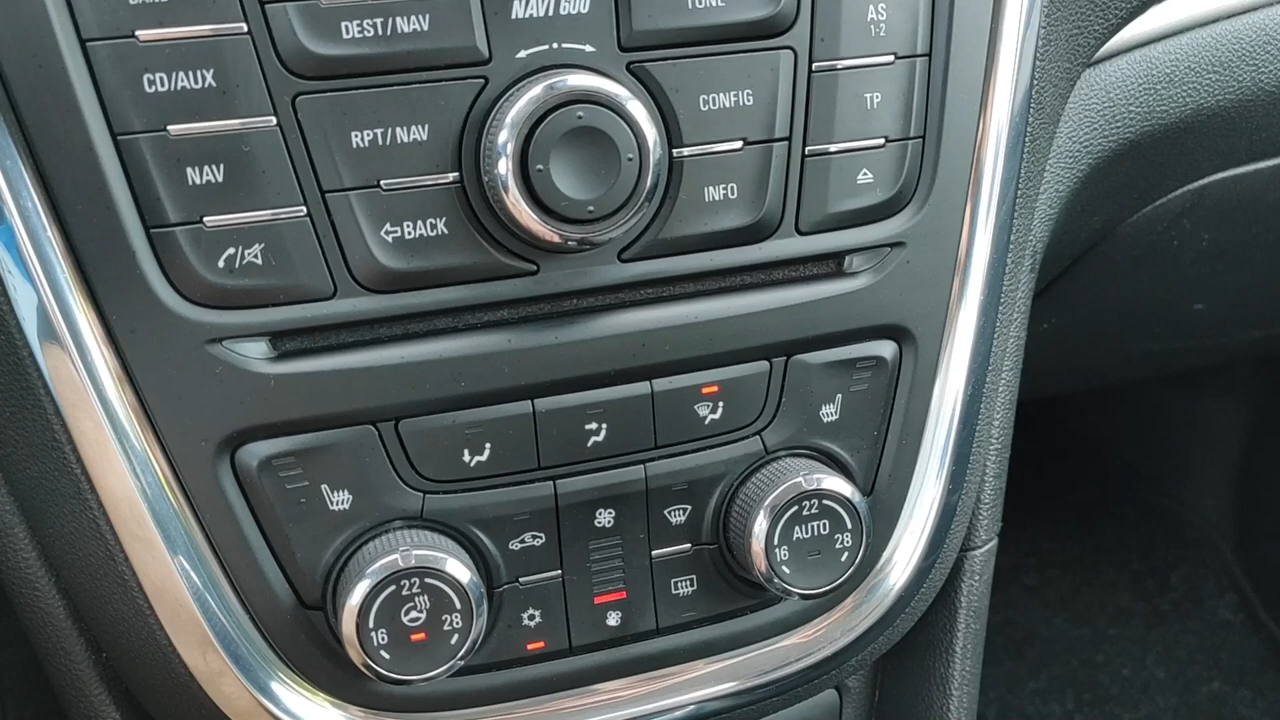 NAVI 600
DEST/NAV
TUNE
AS
1-2
CD/AUX
RPT/NAV
CONFIG
TP
NAV
BACK
INFO
22
AUTO
16
28
22
16
28